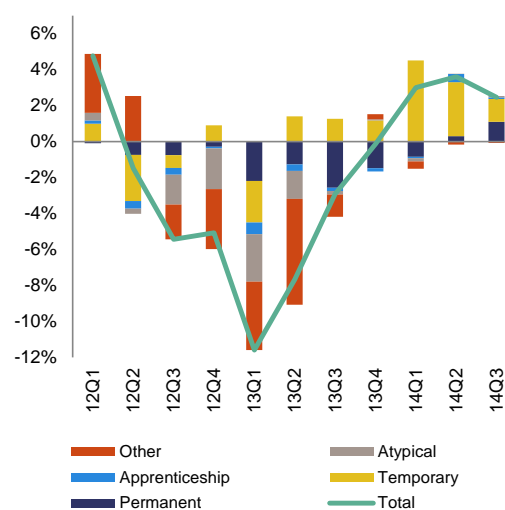 6%
4%
2%
0%
-2%
-4%
-6%
-8%
-10%
-12%
12Q1 12Q2 12Q3 12Q4 13Q1 13Q2 13Q3 13Q4 14Q1 14Q2 14Q3
Other Atypical
Apprenticeship Temporary
Permanent Total